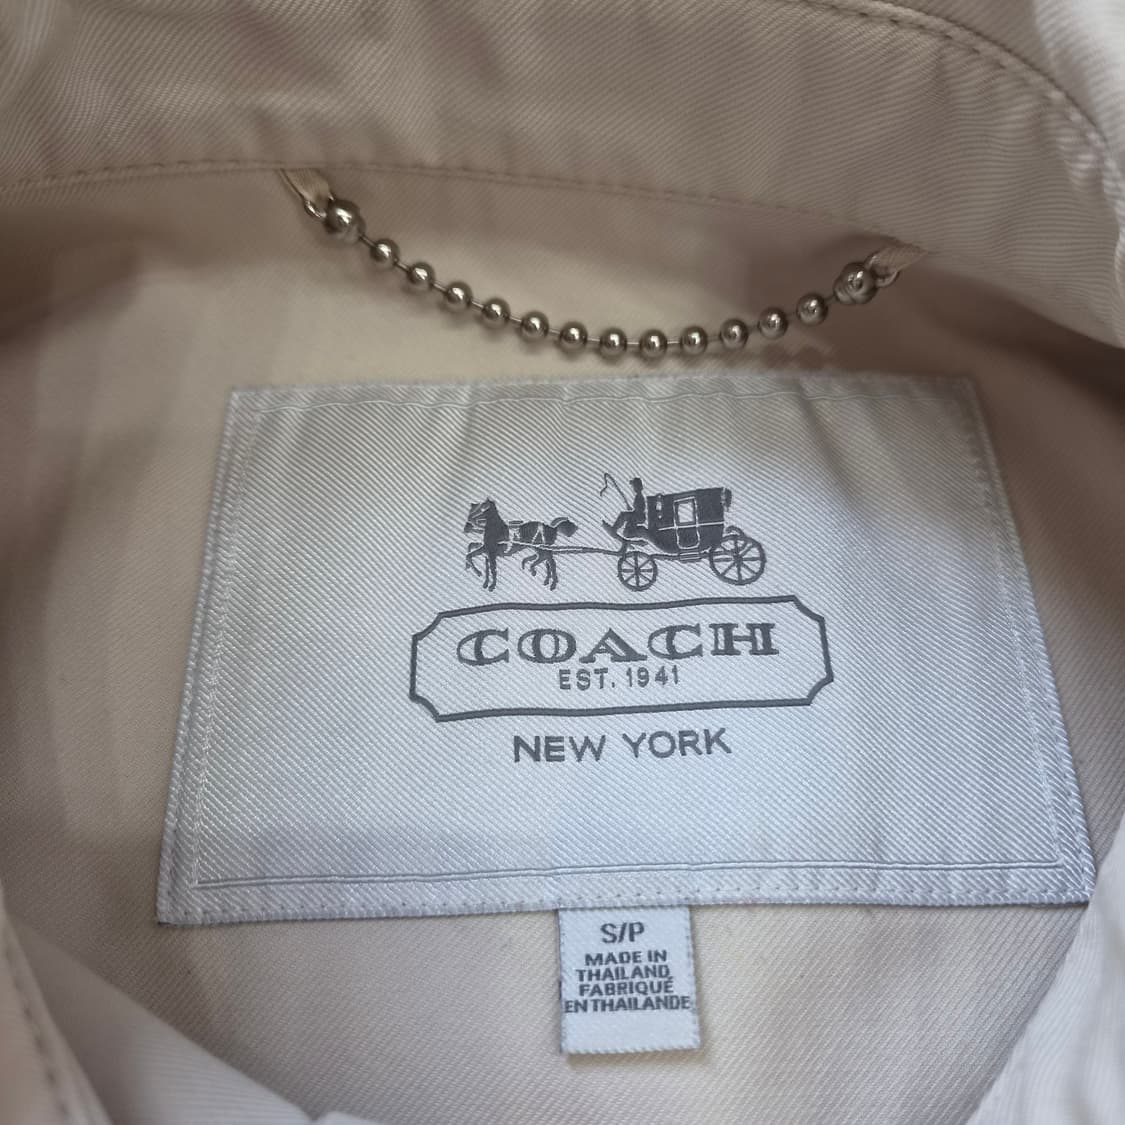 COACH
EST. 1941
NEW YORK
S/P
MADE IN
THAILAND
FABRIQUÉ
EN THAILANDE